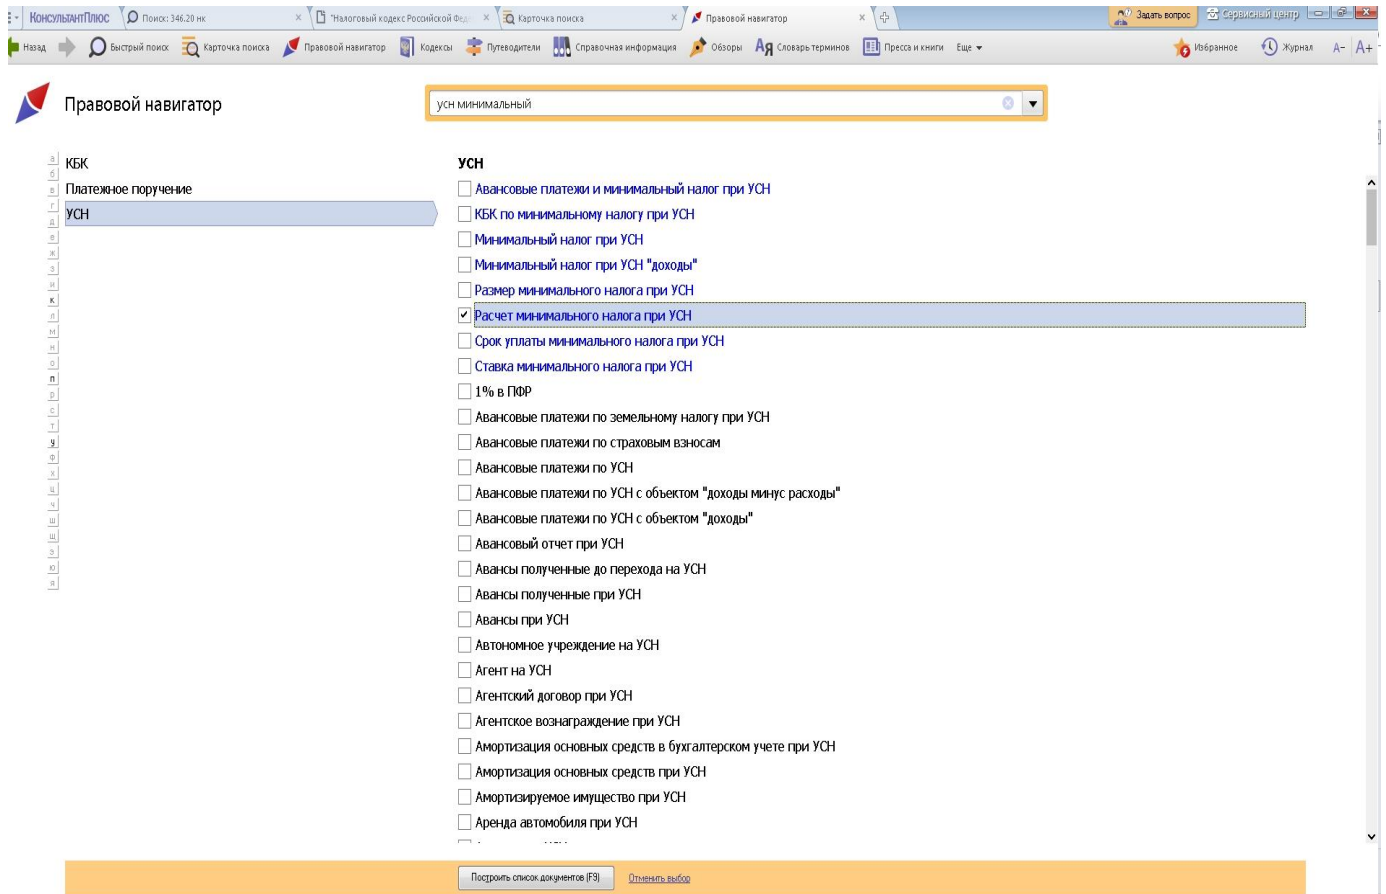 КонсультантПлюс
Поиск: 346.20 нк
"Налоговый кодекс Российской Фед
Карточка поиска
Правовой навигатор
Задать вопрос
Сервисный центр
Назад
Быстрый поиск
Карточка поиска
Правовой навигатор
Кодексы
Путеводители
Справочная информация
Обзоры
Словарь терминов
Пресса и книги
Еще
Избранное
Журнал
А-
А+
Правовой навигатор
усн минимальный
а
б
в
г
д
е
ж
з
и
к
л
м
н
о
п
р
с
т
у
ф
х
ц
ч
ш
щ
э
ю
я
КБК
Платежное поручение
УСН
УСН
Авансовые платежи и минимальный налог при УСН
КБК по минимальному налогу при УСН
Минимальный налог при УСН
Минимальный налог при УСН "доходы"
Размер минимального налога при УСН
Расчет минимального налога при УСН
Срок уплаты минимального налога при УСН
Ставка минимального налога при УСН
1% в ПФР
Авансовые платежи по земельному налогу при УСН
Авансовые платежи по страховым взносам
Авансовые платежи по УСН
Авансовые платежи по УСН с объектом "доходы минус расходы"
Авансовые платежи по УСН с объектом "доходы"
Авансовый отчет при УСН
Авансы полученные до перехода на УСН
Авансы полученные при УСН
Авансы при УСН
Автономное учреждение на УСН
Агент на УСН
Агентский договор при УСН
Агентское вознаграждение при УСН
Амортизация основных средств в бухгалтерском учете при УСН
Амортизация основных средств при УСН
Амортизируемое имущество при УСН
Аренда автомобиля при УСН
Построить список документов (F9)
Отменить выбор